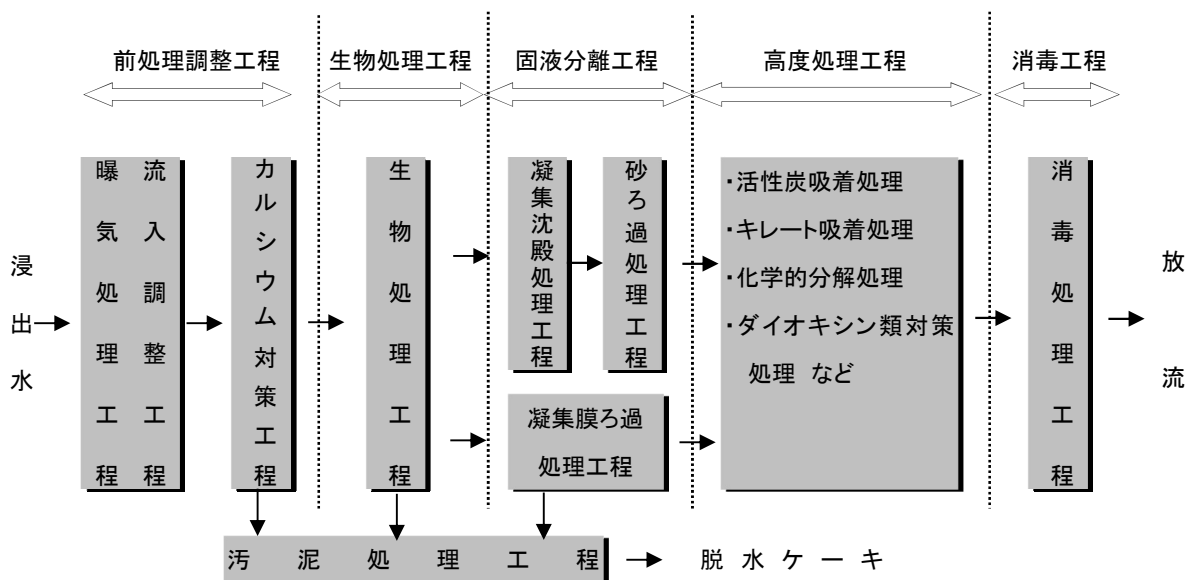 前処理調整工程
生物処理工程
固液分離工程
高度処理工程
消毒工程
浸出水
流入調整工程
曝気処理工程
カルシウム対策工程
生物処理工程
凝集沈殿処理工程
砂ろ過処理工程
凝集膜ろ過
処理工程
・活性炭吸着処理
・キレート吸着処理
・化学的分解処理
・ダイオキシン類対策
処理 など
消毒処理工程
放流
汚泥処理工程
脱水ケーキ